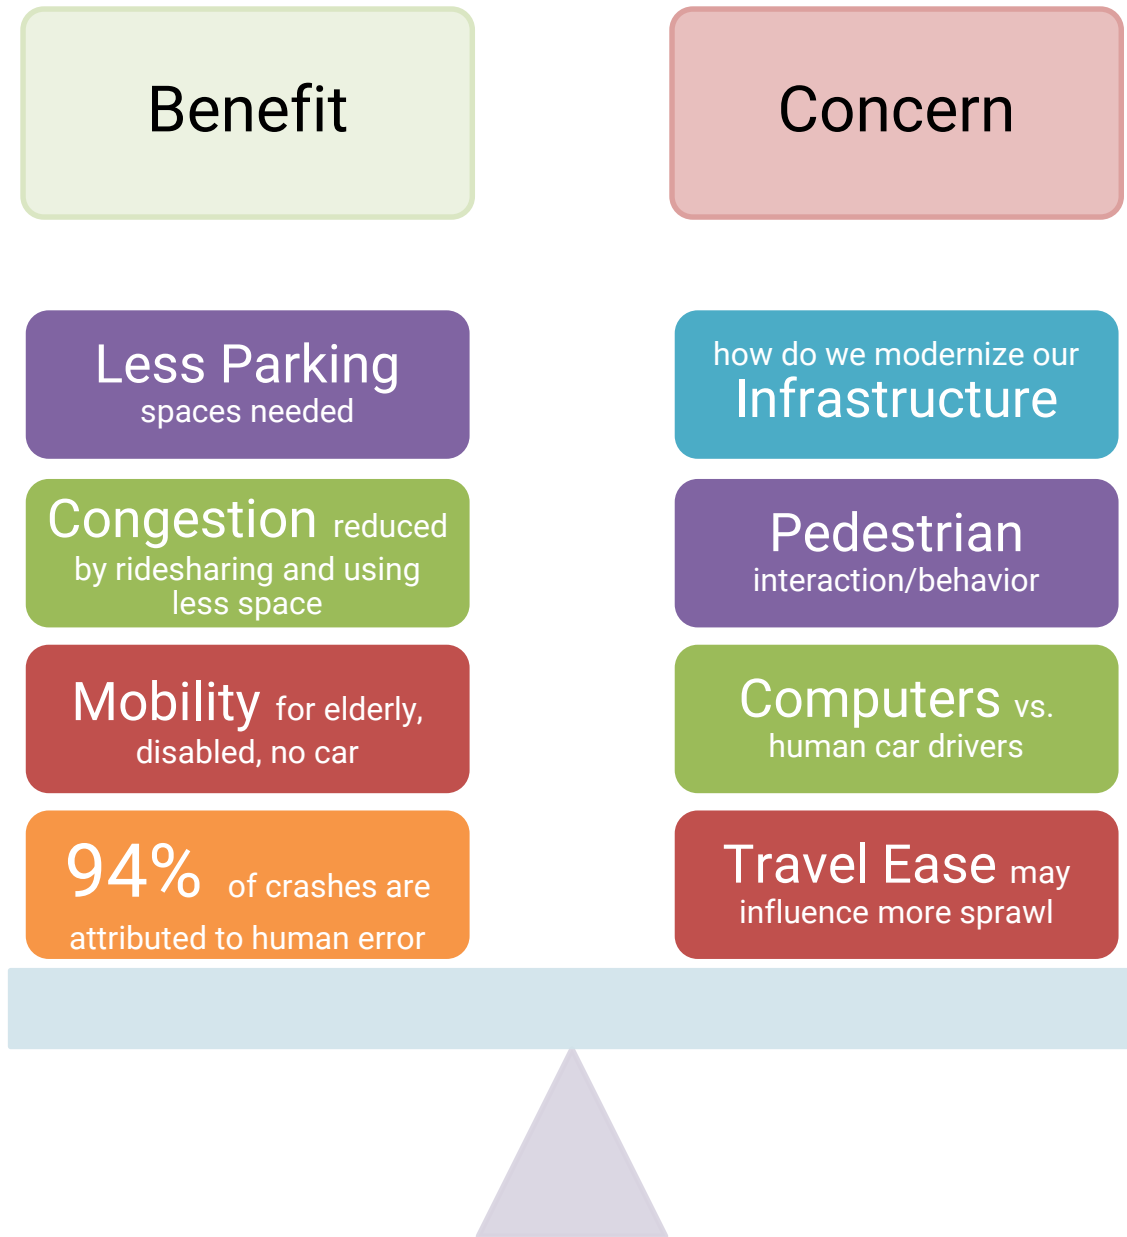 Benefit
Concern
Less Parking
spaces needed
Congestion reduced
by ridesharing and using
less space
Mobility for elderly,
disabled, no car
94% of crashes are
attributed to human error
how do we modernize our
Infrastructure
Pedestrian
interaction/behavior
Computers vs.
human car drivers
Travel Ease may
influence more sprawl